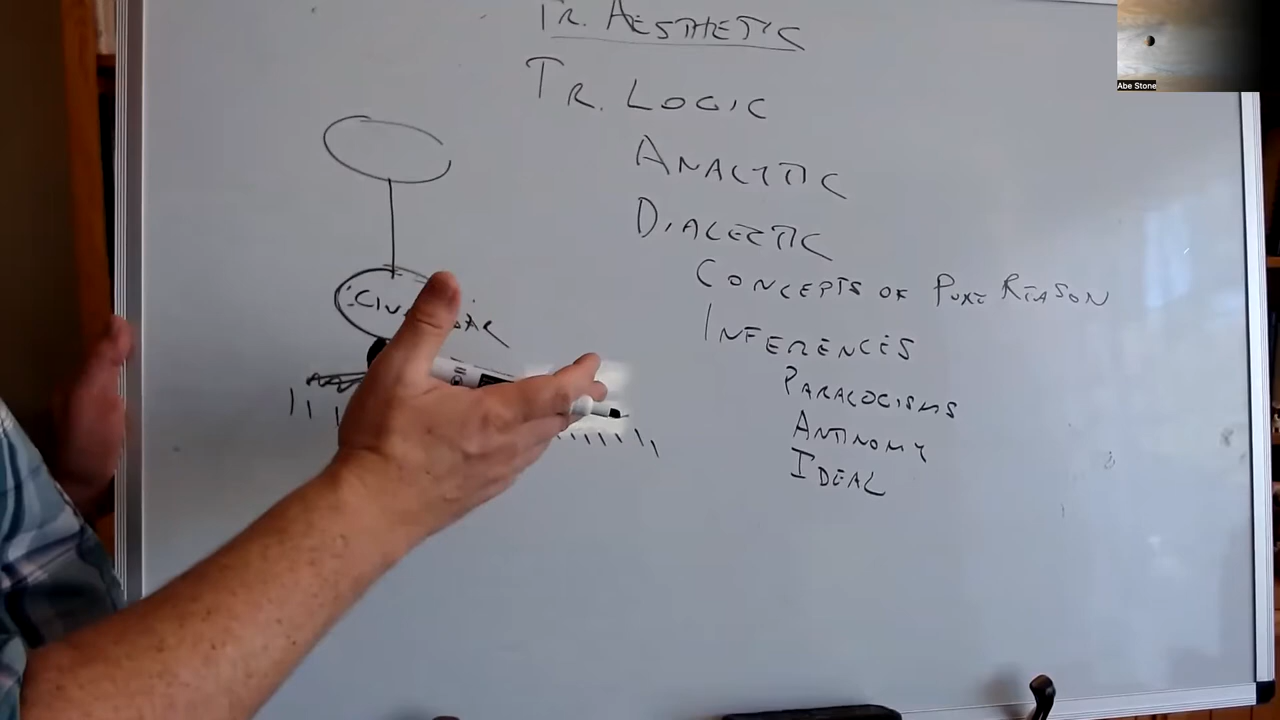 Tr. Aesthetic
Abe Stone
Tr. Logic
Analytic
Dialectic
Concepts of Pure Reason
Inferences
Paralogisms
Antinomy
Ideal